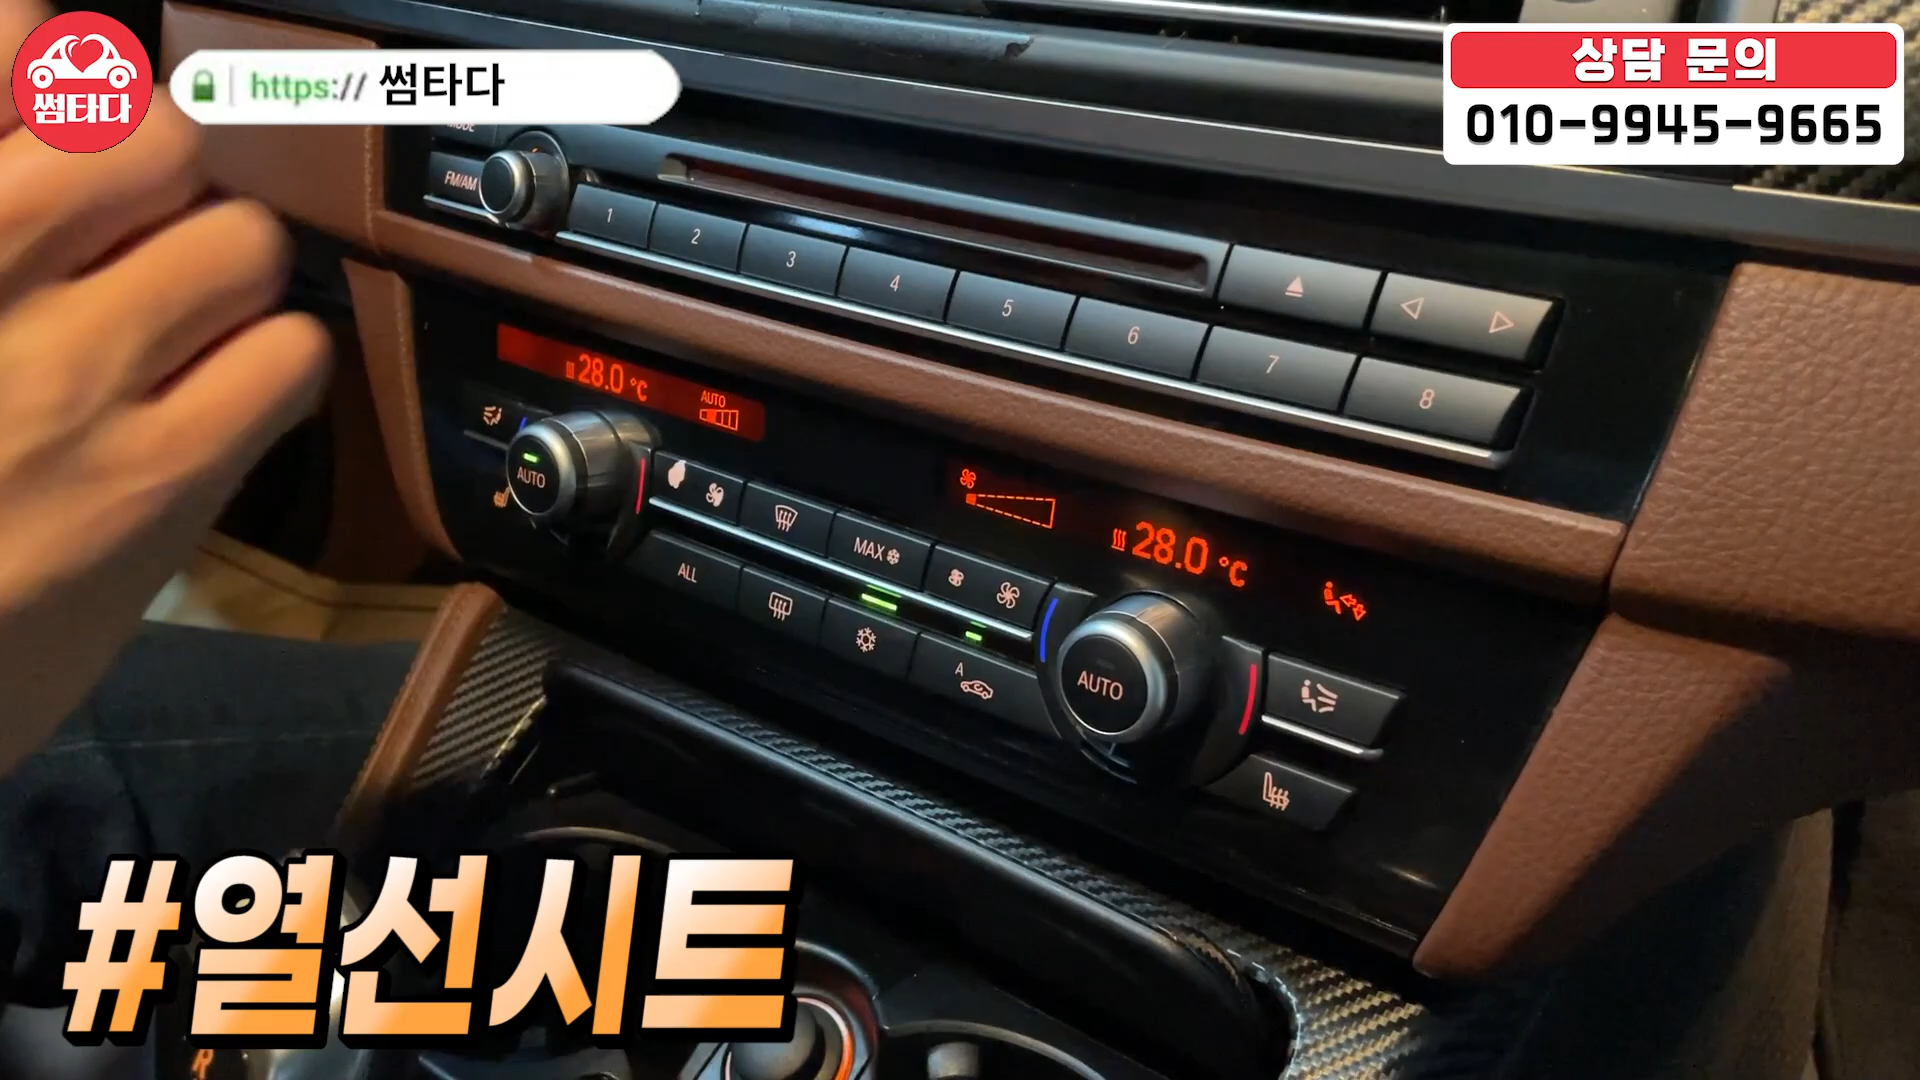 썸타다
https:// 썸타다
상담 문의
010-9945-9665
MODE
FM/AM
1
2
3
4
5
6
7
8
28.0 °C
AUTO
AUTO
MAX
28.0 °C
ALL
A
AUTO
#열선시트
R